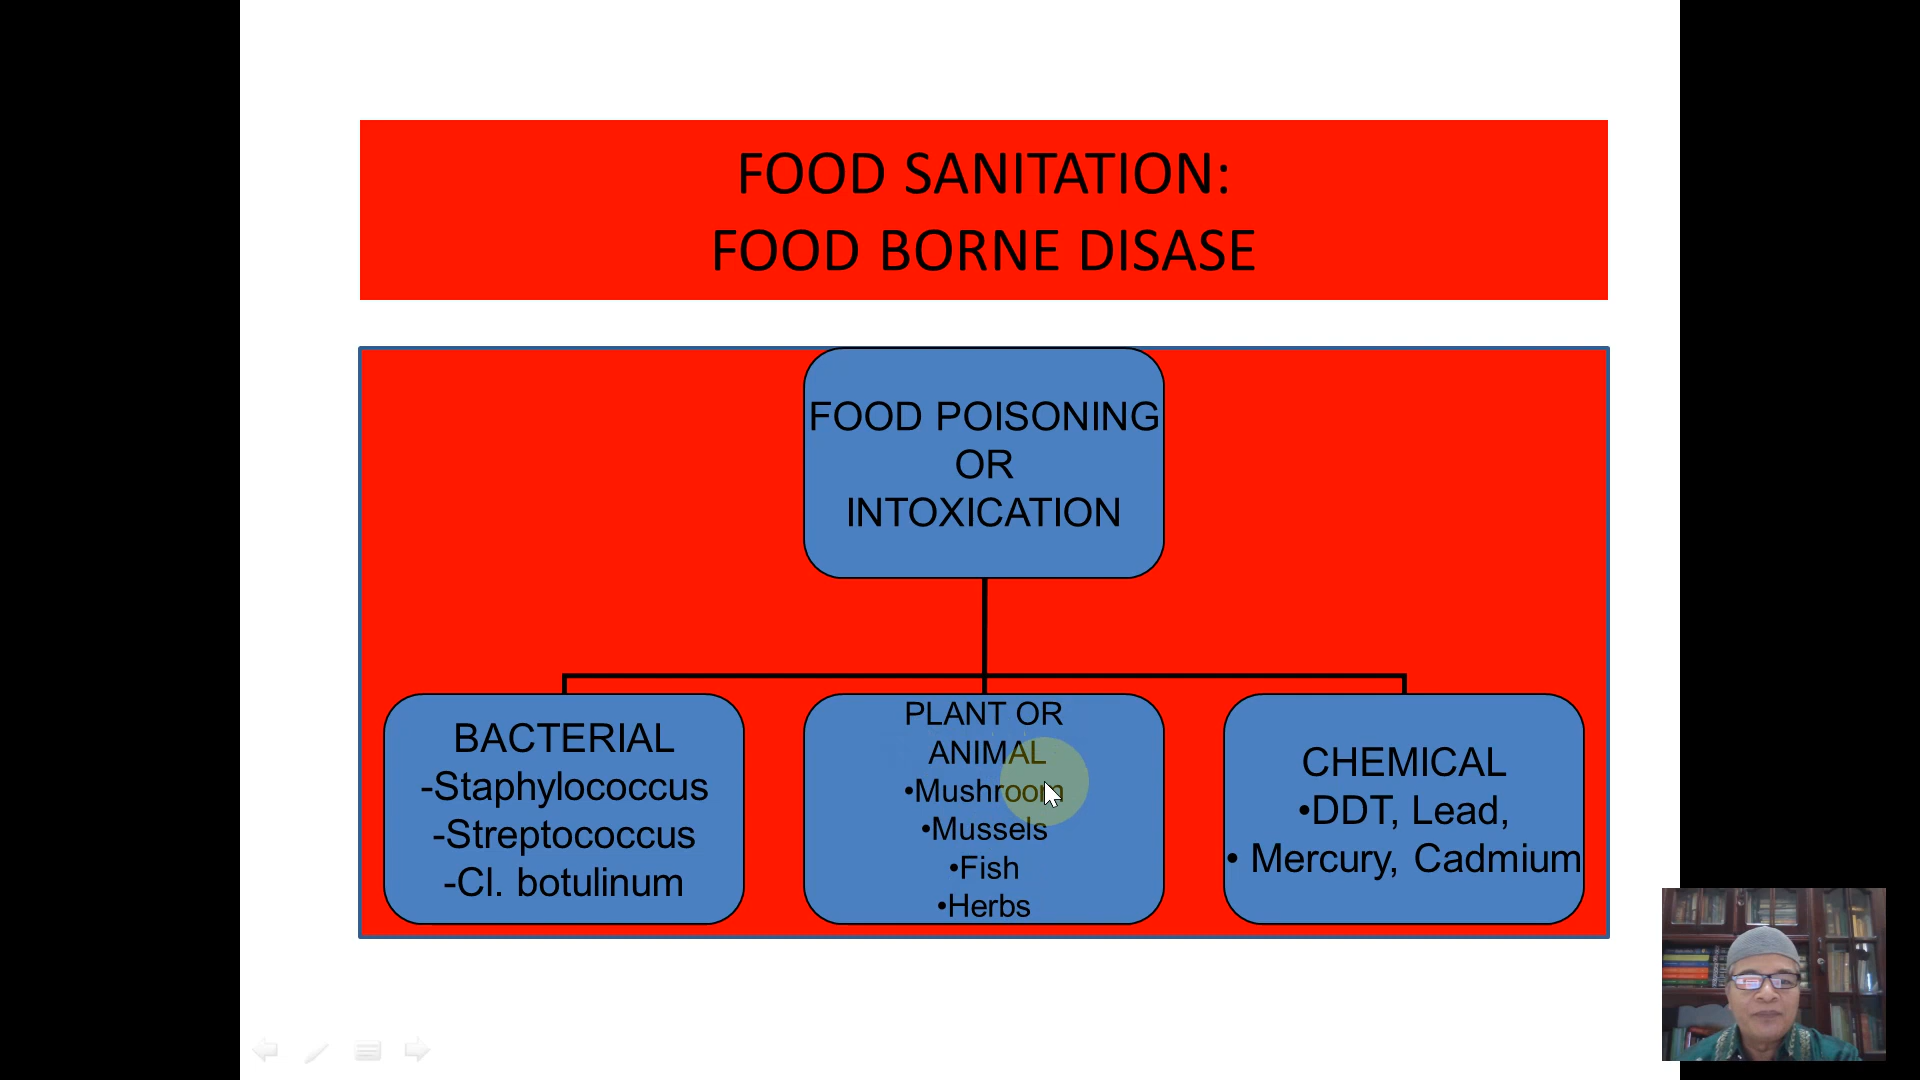 FOOD SANITATION:
FOOD BORNE DISASE
FOOD POISONING
OR
INTOXICATION
BACTERIAL
-Staphylococcus
-Streptococcus
-Cl. botulinum
PLANT OR
ANIMAL
•Mushroom
•Mussels
•Fish
•Herbs
CHEMICAL
•DDT, Lead,
• Mercury, Cadmium